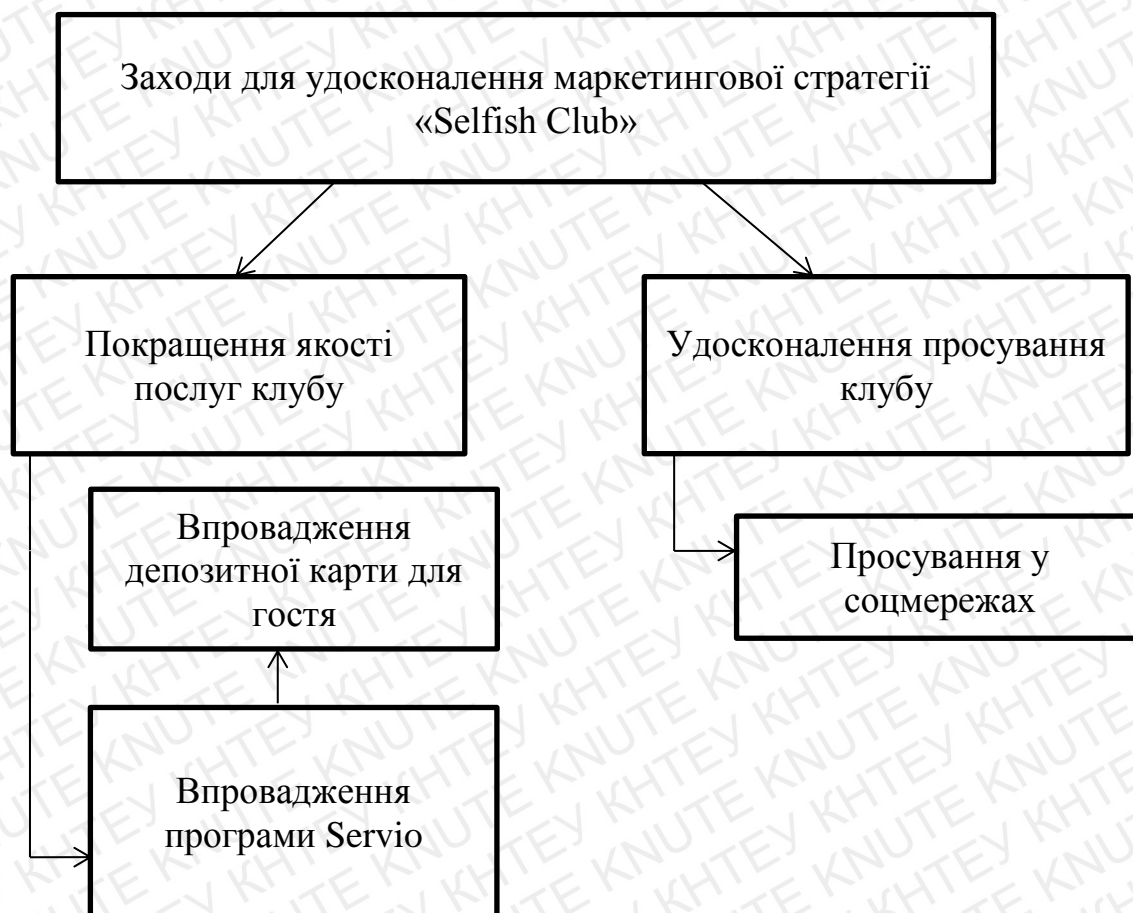 Заходи для удосконалення маркетингової стратегії
«Selfish Club»
Покращення якості
послуг клубу
Удосконалення просування
клубу
Впровадження
депозитної карти для
гостя
Просування у
соцмережах
Впровадження
програми Servio